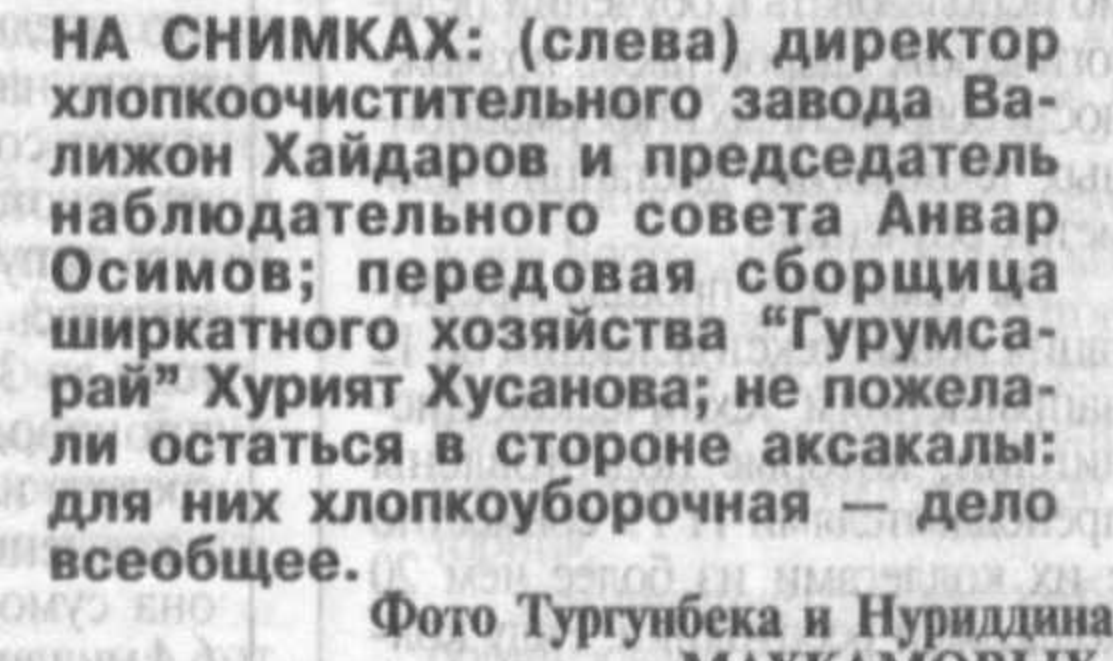 НА СНИМКАХ: (слева) директор
хлопкоочистительного завода Ва-
лижон Хайдаров и председатель
наблюдательного совета Анвар
Осимов; передовая сборщица
ширкатного хозяйства “Гурумса-
рай” Хурият Хусанова; не пожела-
ли остаться в стороне аксакалы:
для них хлопкоуборочная — дело
всеобщее.
Фото Тургунбека и Нуриддина